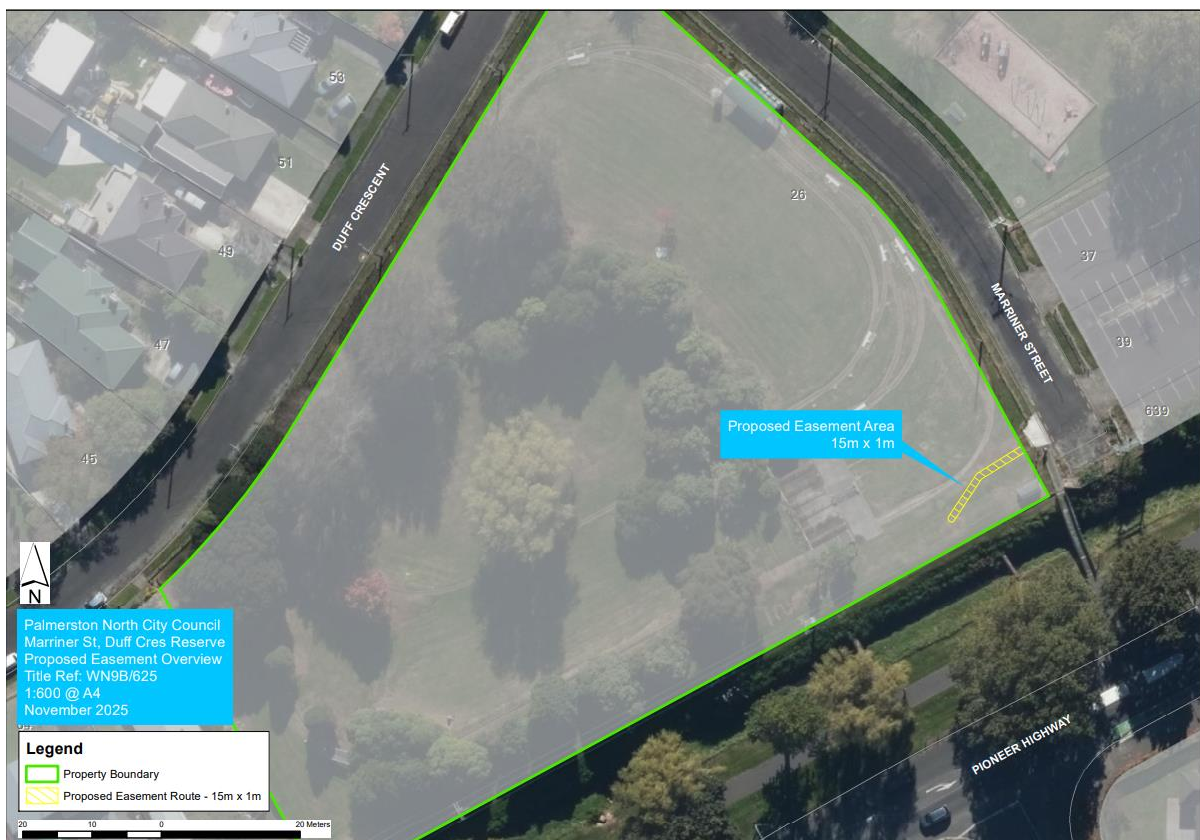 53
51
DUFF CRESCENT
26
49
37
MARRINER STREET
47
39
639
Proposed Easement Area
15m x 1m
45
N
Palmerston North City Council
Marriner St, Duff Cres Reserve
Proposed Easement Overview
Title Ref: WN9B/625
1:600 @ A4
November 2025
PIONEER HIGHWAY
Legend
Property Boundary
Proposed Easement Route - 15m x 1m
20 10 0 20 Meters